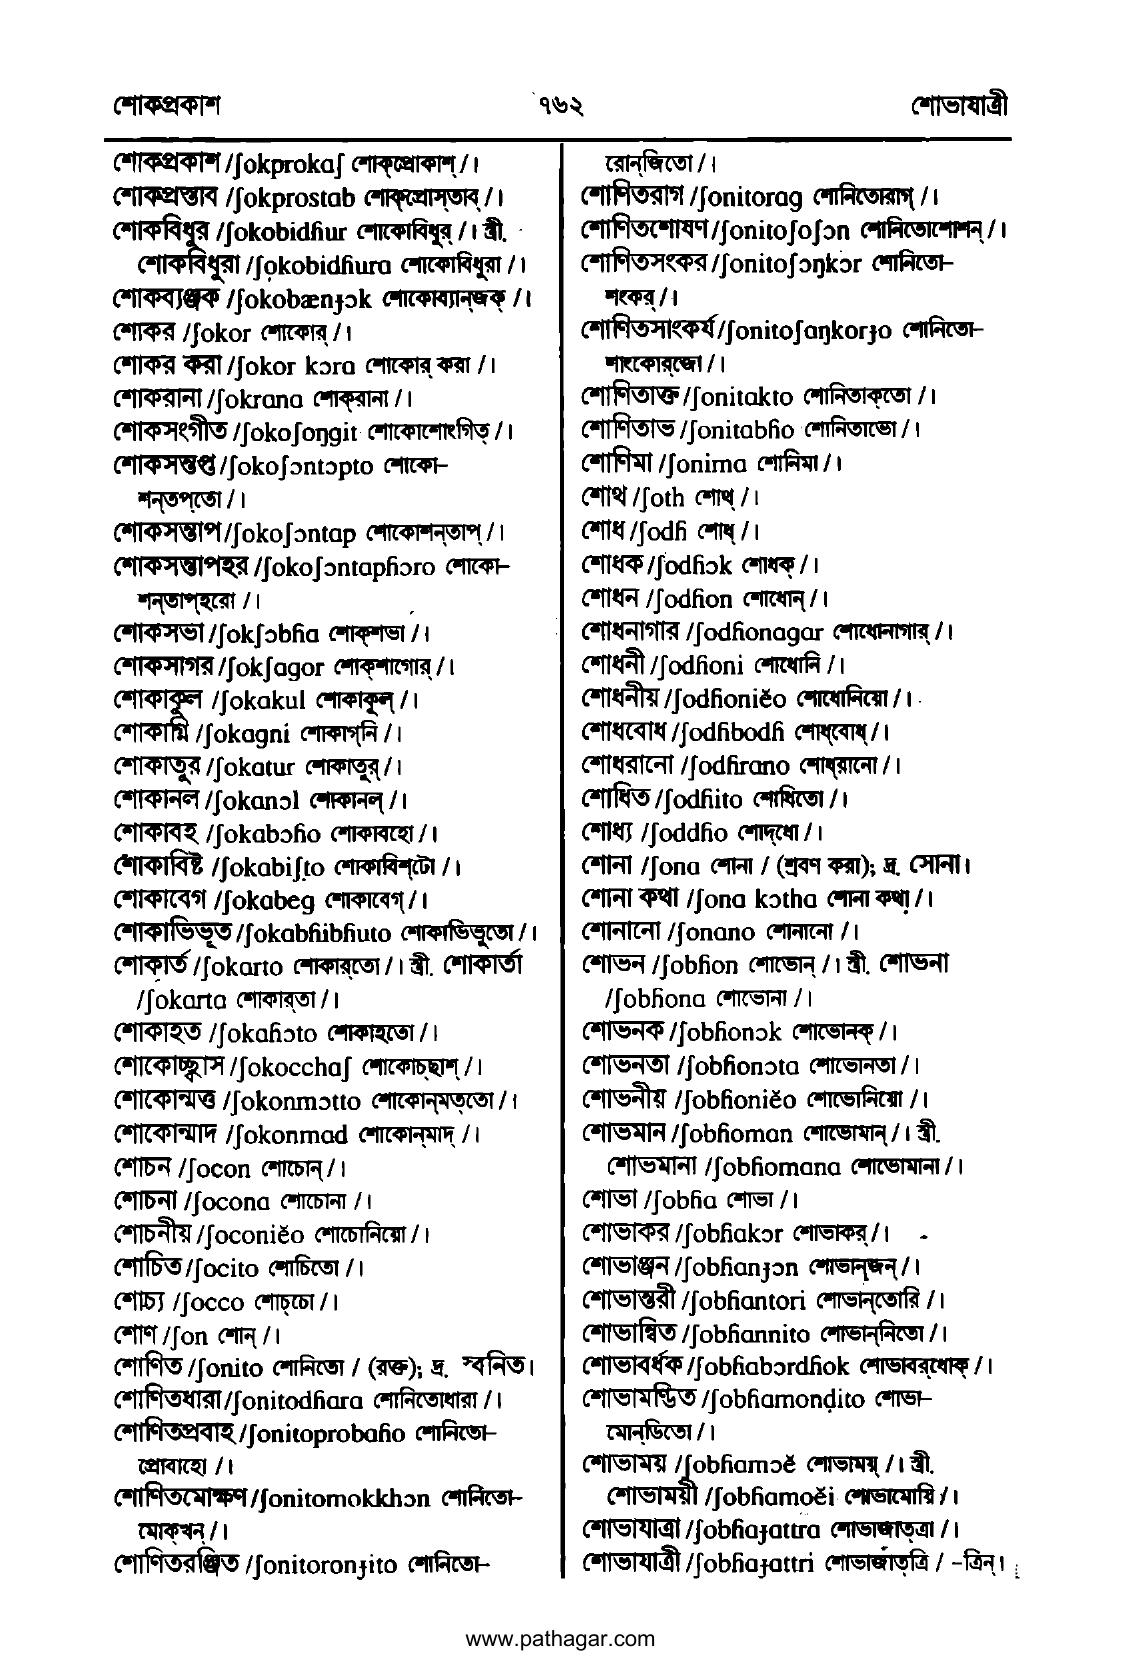 শোকপ্রকাশ ৭৬২ শোভাযাত্রী
শোকপ্রকাশ /ʃokprokaʃ শোক্‌প্রোকাশ্‌/।
শোকপ্রস্তাব /ʃokprostab শোক্‌প্রোস্‌তাব্‌/।
শোকবিধুর /ʃokobidɦur শোকোবিধুর্‌/। স্ত্রী.
শোকবিধুরা /ʃokobidɦura শোকোবিধুরা /।
শোকব্যঞ্জক /ʃokobænɟɔk শোকোব্যান্‌জক্‌ /।
শোকর /ʃokor শোকোর্‌/।
শোকর করা /ʃokor kɔra শোকোর্‌ করা /।
শোকরানা /ʃokrana শোক্‌রানা /।
শোকসংগীত /ʃokoʃoŋgit শোকোশোংগিত্‌/।
শোকসন্তপ্ত /ʃokoʃɔntɔpto শোকো–
শন্‌তপ্‌তো /।
শোকসন্তাপ /ʃokoʃɔntap শোকোশন্‌তাপ্‌ /।
শোকসন্তাপহর /ʃokoʃɔntapɦɔro শোকো–
শন্‌তাপ্‌হরো /।
শোকসভা /ʃokʃɔbɦa শোক্‌শভা /।
শোকসাগর /ʃokʃagor শোক্‌শাগোর্‌/।
শোকাকুল /ʃokakul শোকাকুল্‌ /।
শোকাগ্নি /ʃokagni শোকাগ্‌নি /।
শোকাতুর /ʃokatur শোকাতুর্‌/।
শোকানল /ʃokanɔl শোকানল্‌ /।
শোকাবহ /ʃokabɔɦo শোকাবহো /।
শোকাবিষ্ট /ʃokabiʃṭo শোকাবিশ্‌টো /।
শোকাবেগ /ʃokabeg শোকাবেগ্‌/।
শোকাভিভূত /ʃokabɦibɦuto শোকাভিভুতো /।
শোকার্ত /ʃokarto শোকার্‌তো /। স্ত্রী. শোকার্তা
/ʃokarta শোকার্‌তা /।
শোকাহত /ʃokaɦɔto শোকাহতো /।
শোকোচ্ছ্বাস /ʃokocchaʃ শোকোচ্‌ছাশ্‌ /।
শোকোন্মত্ত /ʃokonmɔtto শোকোন্‌মত্‌তো /।
শোকোন্মাদ /ʃokonmad শোকোন্‌মাদ্‌ /।
শোচন /ʃocon শোচোন্‌/।
শোচনা /ʃocona শোচোনা /।
শোচনীয় /ʃoconiĕo শোচোনিয়ো /।
শোচিত /ʃocito শোচিতো /।
শোচ্য /ʃocco শোচ্‌চো /।
শোণ /ʃon শোন্‌ /।
শোণিত /ʃonito শোনিতো / (রক্ত); দ্র. স্বনিত।
শোণিতধারা /ʃonitodɦara শোনিতোধারা /।
শোণিতপ্রবাহ /ʃonitoprobaɦo শোনিতো–
প্রোবাহো /।
শোণিতমোক্ষণ /ʃonitomokkhɔn শোনিতো–
মোক্‌খন্‌ /।
শোণিতরঞ্জিত /ʃonitoronɟito শোনিতো–
রোন্‌জিতো /।
শোণিতরাগ /ʃonitorag শোনিতোরাগ্‌ /।
শোণিতশোষণ /ʃonitoʃoʃɔn শোনিতোশোশন্‌ /।
শোণিতসংকর /ʃonitoʃɔŋkɔr শোনিতো–
শংকর্‌ /।
শোণিতসাংকর্য /ʃonitoʃaŋkorɟo শোনিতো–
শাংকোর্‌জো /।
শোণিতাক্ত /ʃonitakto শোনিতাক্‌তো /।
শোণিতাভ /ʃonitabɦo শোনিতাভো /।
শোণিমা /ʃonima শোনিমা /।
শোথ /ʃoth শোথ্‌ /।
শোধ /ʃodɦ শোধ্‌ /।
শোধক /ʃodɦɔk শোধক্‌ /।
শোধন /ʃodɦon শোধোন্‌ /।
শোধনাগার /ʃodɦonagar শোধোনাগার্‌ /।
শোধনী /ʃodɦoni শোধোনি /।
শোধনীয় /ʃodɦoniĕo শোধোনিয়ো /।
শোধবোধ /ʃodɦbodɦ শোধ্‌বোধ্‌ /।
শোধরানো /ʃodɦrano শোধ্‌রানো /।
শোধিত /ʃodɦito শোধিতো /।
শোধ্য /ʃoddɦo শোদ্‌ধো /।
শোনা /ʃona শোনা / (শ্রবণ করা); দ্র. সোনা।
শোনা কথা /ʃona kɔtha শোনা কথা /।
শোনানো /ʃonano শোনানো /।
শোভন /ʃobɦon শোভোন্‌ /। স্ত্রী. শোভনা
/ʃobɦona শোভোনা /।
শোভনক /ʃobɦonɔk শোভোনক্‌ /।
শোভনতা /ʃobɦonɔta শোভোনতা /।
শোভনীয় /ʃobɦoniĕo শোভোনিয়ো /।
শোভমান /ʃobɦoman শোভোমান্‌ /। স্ত্রী.
শোভমানা /ʃobɦomana শোভোমানা /।
শোভা /ʃobɦa শোভা /।
শোভাকর /ʃobɦakɔr শোভাকর্‌ /।
শোভাঞ্জন /ʃobɦanɟɔn শোভান্‌জন্‌ /।
শোভান্তরী /ʃobɦantori শোভান্‌তোরি /।
শোভান্বিত /ʃobɦannito শোভান্‌নিতো /।
শোভাবর্ধক /ʃobɦabɔrdɦok শোভাবর্‌ধোক্‌ /।
শোভামণ্ডিত /ʃobɦamonḍito শোভা–
মোন্‌ডিতো /।
শোভাময় /ʃobɦamɔĕ শোভাময়্‌ /। স্ত্রী.
শোভাময়ী /ʃobɦamoĕi শোভামোয়ি /।
শোভাযাত্রা /ʃobɦaɟattra শোভাজাত্‌ত্রা /।
শোভাযাত্রী /ʃobɦaɟattri শোভাজাত্‌ত্রি / -ত্রিন্‌।
www.pathagar.com